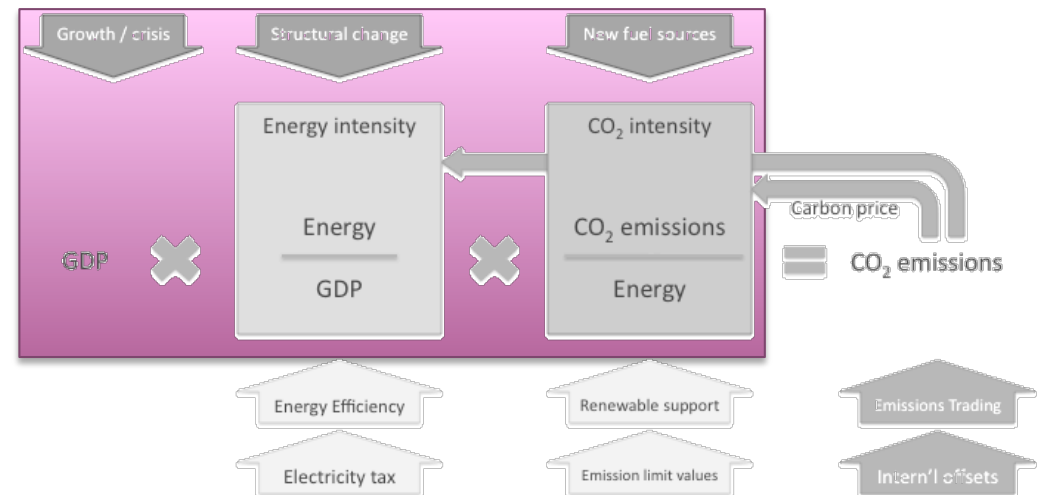 Growth / crisis
Structural change
New fuel sources
Energy intensity
CO₂ intensity
Carbon price
Energy
CO₂ emissions
GDP
GDP
Energy
CO₂ emissions
Energy Efficiency
Renewable support
Emissions Trading
Electricity tax
Emission limit values
Intern'l offsets